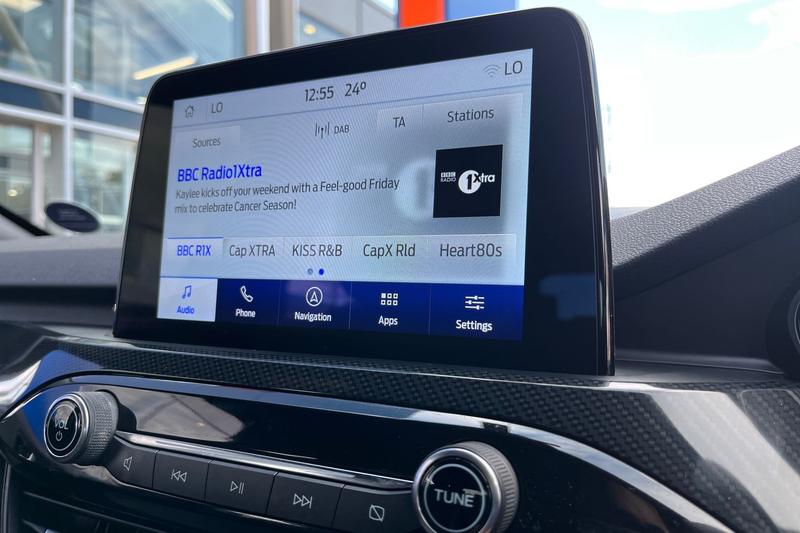 LO
12:55 24º
LO
Sources
DAB
TA
Stations
BBC Radio1Xtra
Kaylee kicks off your weekend with a Feel-good Friday
mix to celebrate Cancer Season!
BBC
RADIO
1Xtra
BBC R1X
Cap XTRA
KISS R&B
CapX Rld
Heart80s
Audio
Phone
Navigation
Apps
Settings
VOL
TUNE